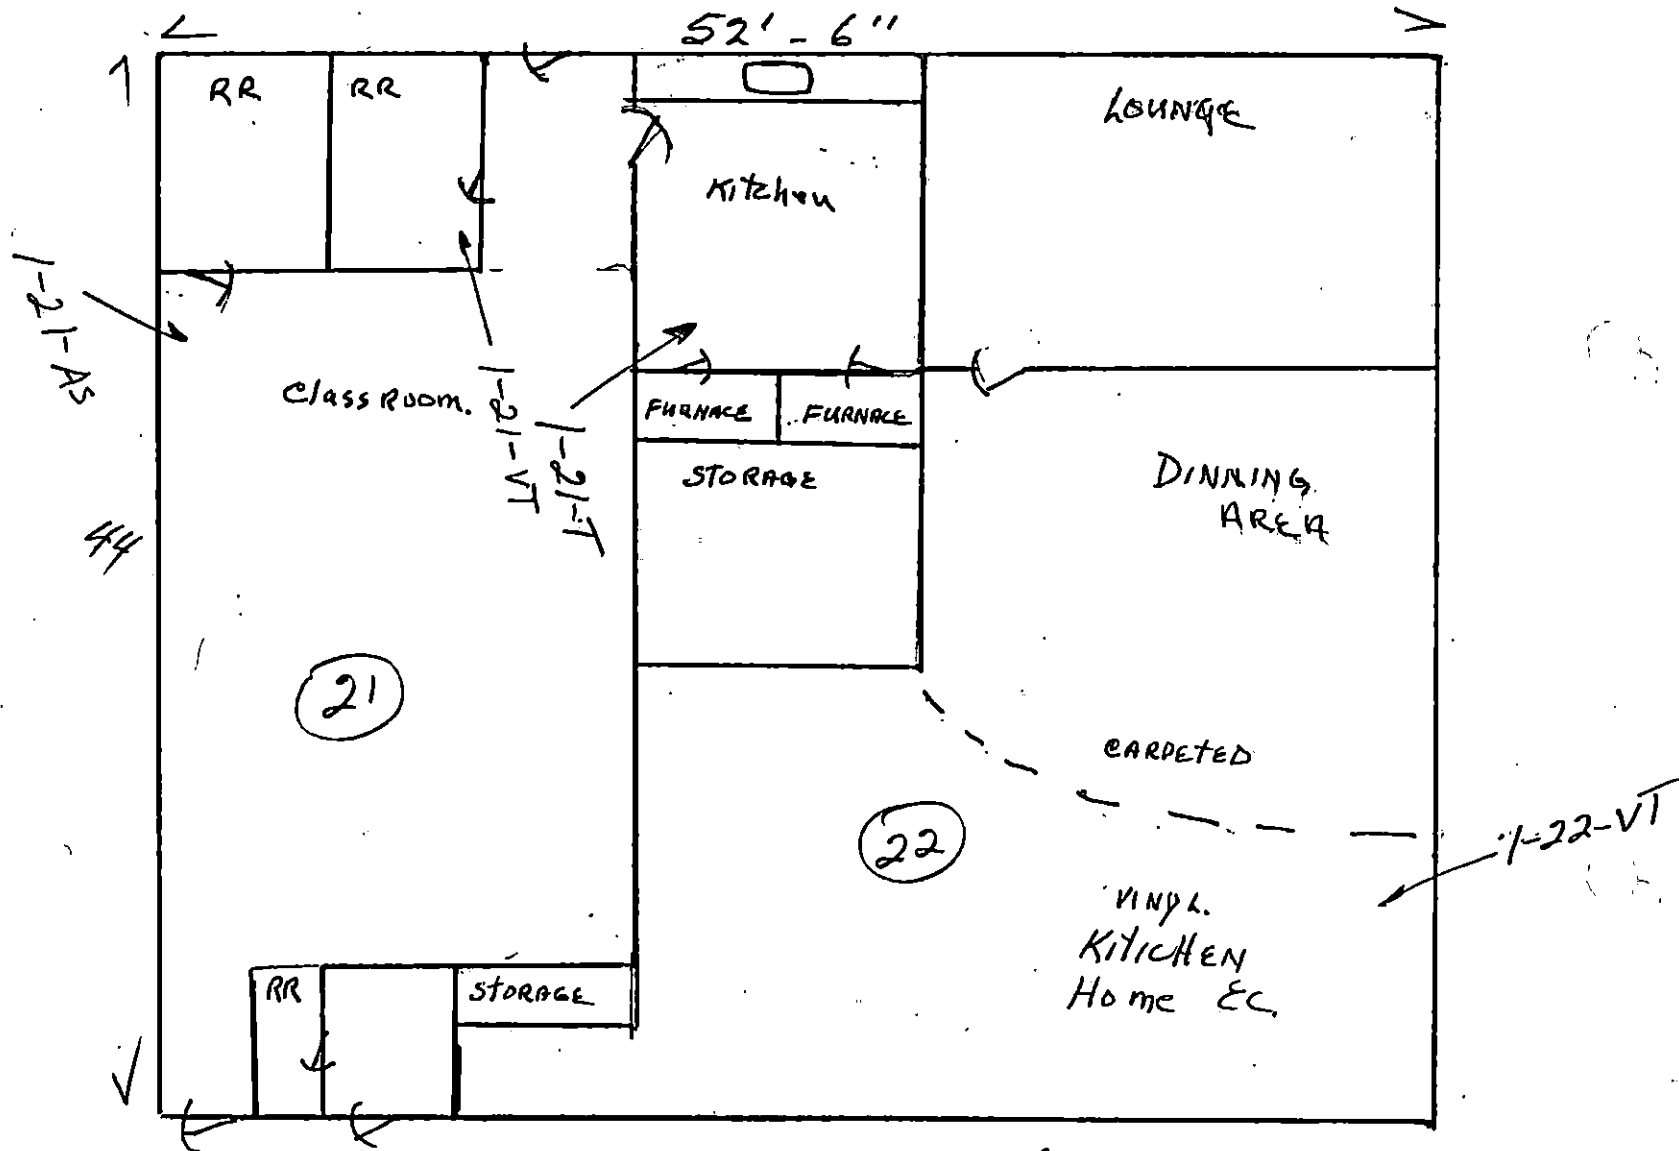 52' - 6"
RR
RR
LOUNGE
Kitchen
1-21-AS
Classroom.
1-21-VT
1-21-T
FURNACE
FURNACE
STORAGE
DINNING
AREA
44
21
CARPETED
22
1-22-VT
VINYL.
KITICHEN
Home EC.
RR
STORAGE